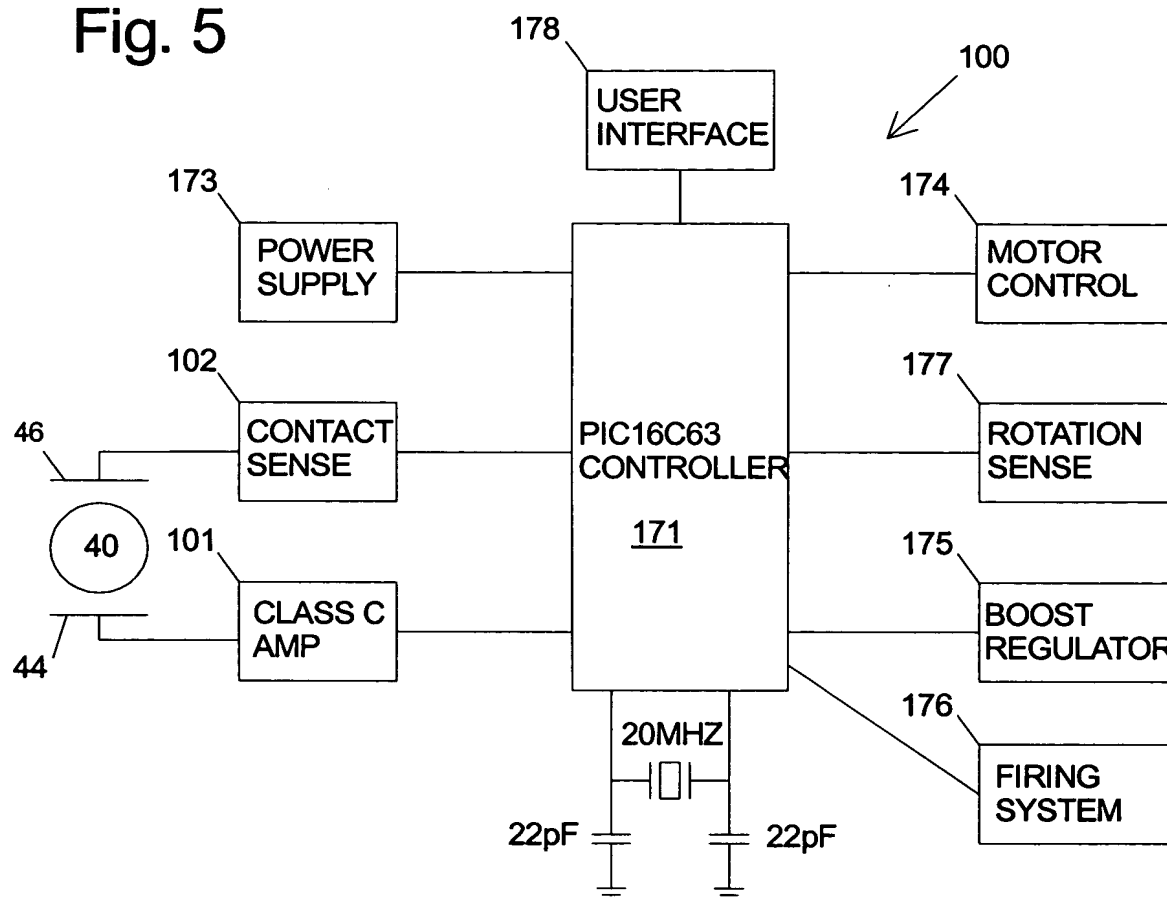 Fig. 5
178
100
USER
INTERFACE
173
174
POWER
SUPPLY
MOTOR
CONTROL
102
177
46
CONTACT
SENSE
PIC16C63
CONTROLLER
ROTATION
SENSE
40
101
171
175
CLASS C
AMP
BOOST
REGULATOR
44
176
20MHZ
FIRING
SYSTEM
22pF
22pF